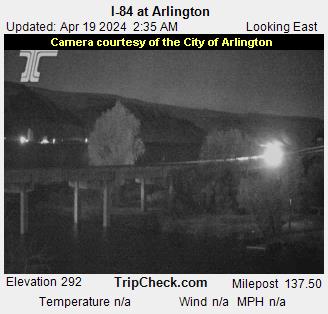 I-84 at Arlington
Updated: Apr 19 2024 2:35 AM Looking East
Camera courtesy of the City of Arlington
Elevation 292 TripCheck.com Milepost 137.50
Temperature n/a Wind n/a MPH n/a